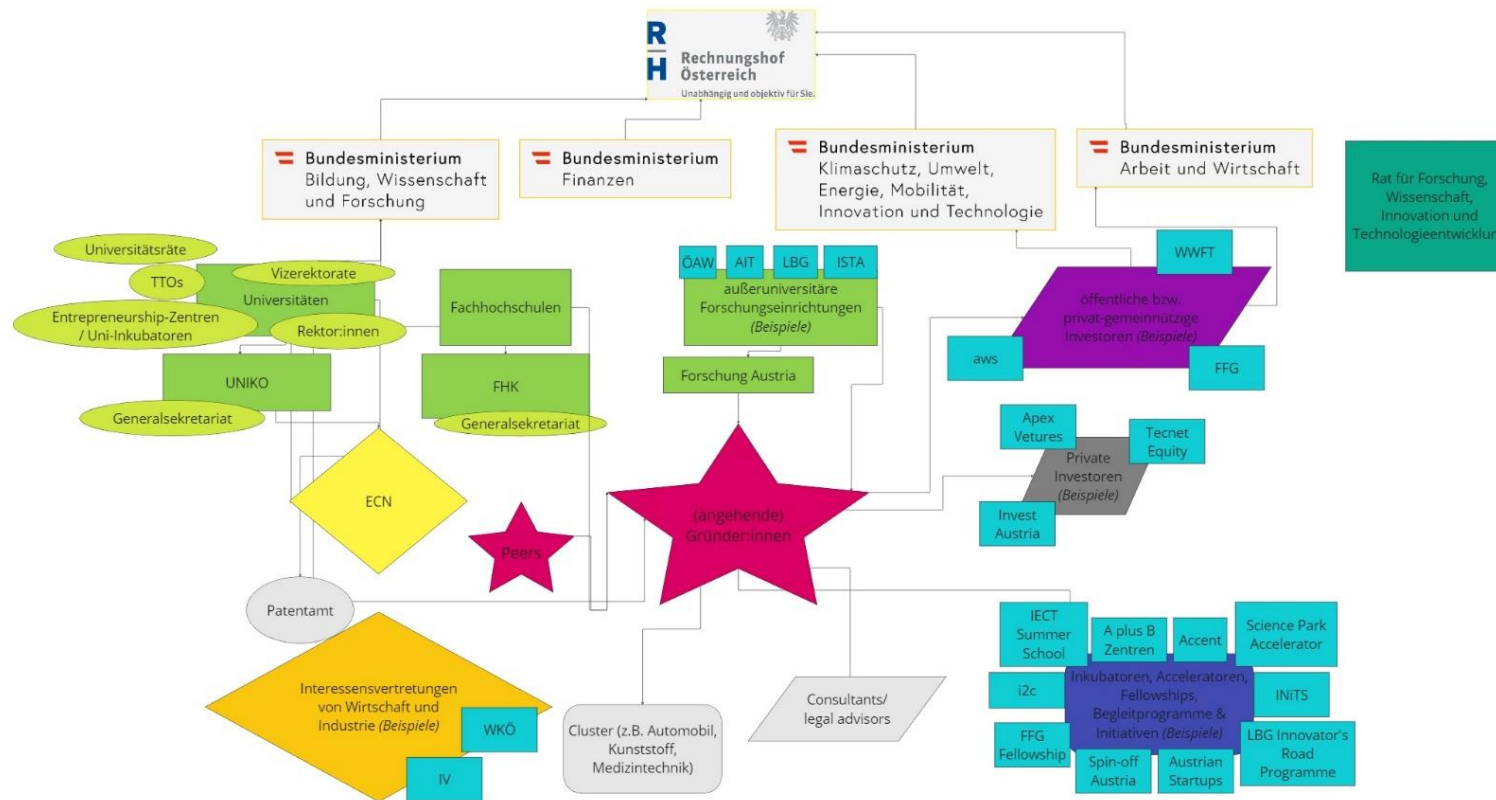 R
H
Rechnungshof
Österreich
Unabhängig und objektiv für Sie.
Bundesministerium
Bildung, Wissenschaft
und Forschung
Bundesministerium
Finanzen
Bundesministerium
Klimaschutz, Umwelt,
Energie, Mobilität,
Innovation und Technologie
Bundesministerium
Arbeit und Wirtschaft
Rat für Forschung,
Wissenschaft,
Innovation und
Technologieentwicklun
Universitätsräte
TTOs
Vizerektorate
Universitäten
Entrepreneurship-Zentren
/ Uni-Inkubatoren
Rektor:innen
UNIKO
Generalsekretariat
Fachhochschulen
FHK
Generalsekretariat
ÖAW
AIT
LBG
ISTA
außeruniversitäre
Forschungseinrichtungen
(Beispiele)
Forschung Austria
WWFT
öffentliche bzw.
privat-gemeinnützige
Investoren (Beispiele)
aws
FFG
Apex
Vetures
Tecnet
Equity
Private
Investoren
(Beispiele)
Invest
Austria
ECN
Peers
(angehende)
Gründer:innen
Patentamt
Interessensvertretungen
von Wirtschaft und
Industrie (Beispiele)
WKÖ
IV
Cluster (z.B. Automobil,
Kunststoff,
Medizintechnik)
Consultants/
legal advisors
IECT
Summer
School
A plus B
Zentren
Accent
Science Park
Accelerator
i2c
Inkubatoren, Acceleratoren,
Fellowships,
Begleitprogramme &
Initiativen (Beispiele)
INiTS
FFG
Fellowship
Spin-off
Austria
Austrian
Startups
LBG Innovator's
Road
Programme